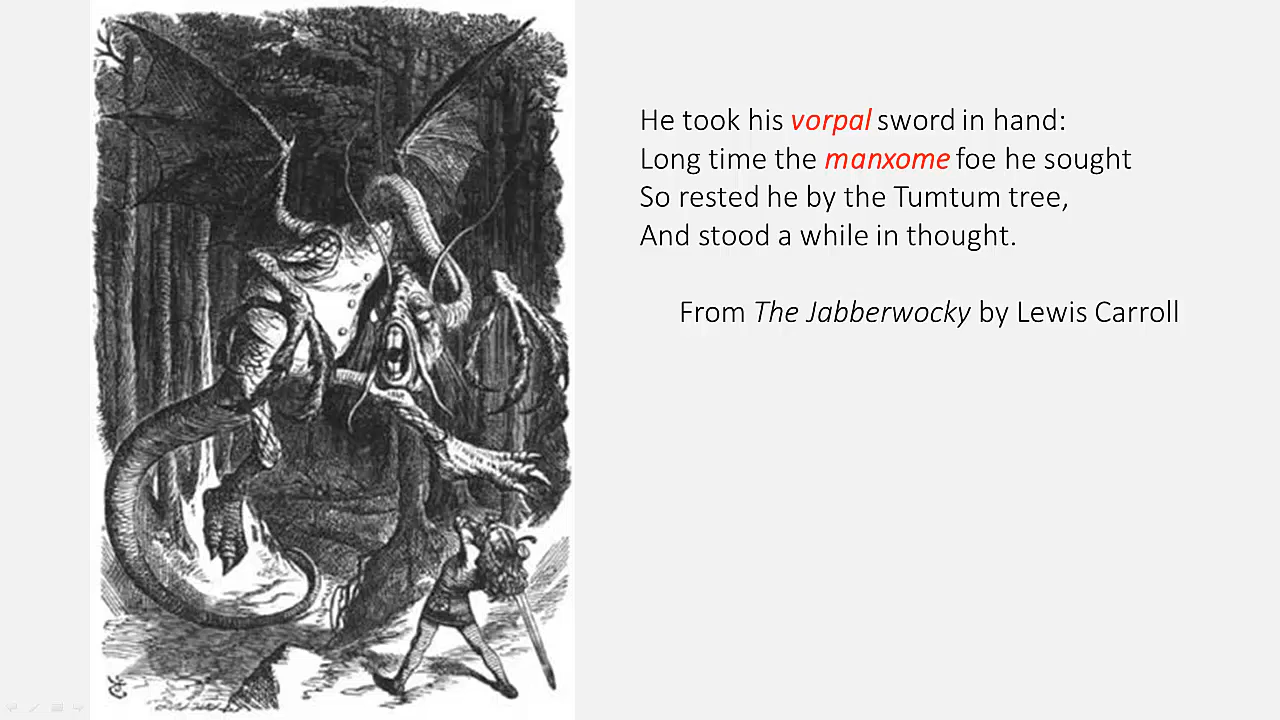 He took his vorpal sword in hand:
Long time the manxome foe he sought
So rested he by the Tumtum tree,
And stood a while in thought.
From The Jabberwocky by Lewis Carroll